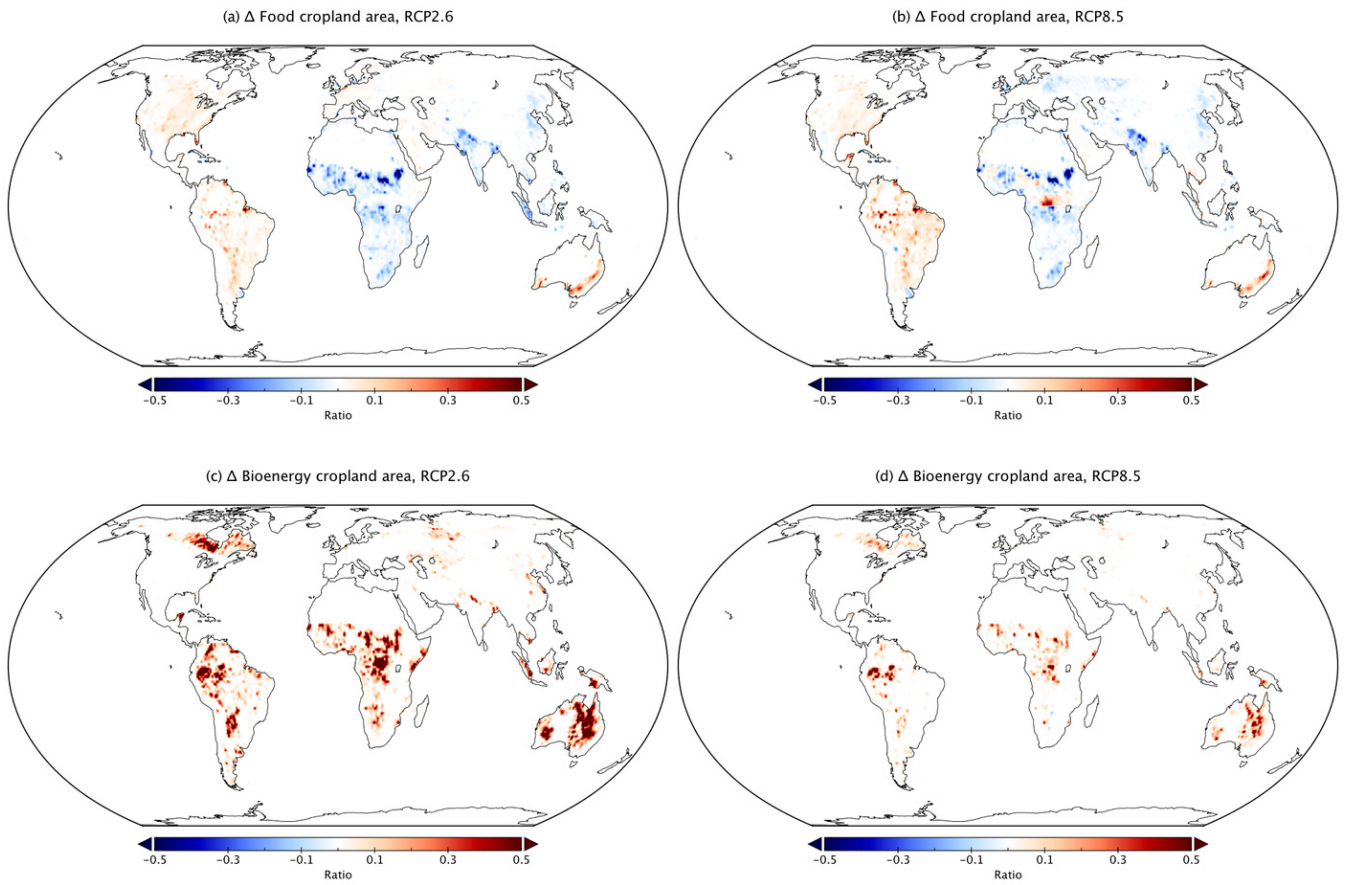 (a) Δ Food cropland area, RCP2.6
(b) Δ Food cropland area, RCP8.5
−0.5 −0.3 −0.1 0.1 0.3 0.5
Ratio
−0.5 −0.3 −0.1 0.1 0.3 0.5
Ratio
(c) Δ Bioenergy cropland area, RCP2.6
(d) Δ Bioenergy cropland area, RCP8.5
−0.5 −0.3 −0.1 0.1 0.3 0.5
Ratio
−0.5 −0.3 −0.1 0.1 0.3 0.5
Ratio